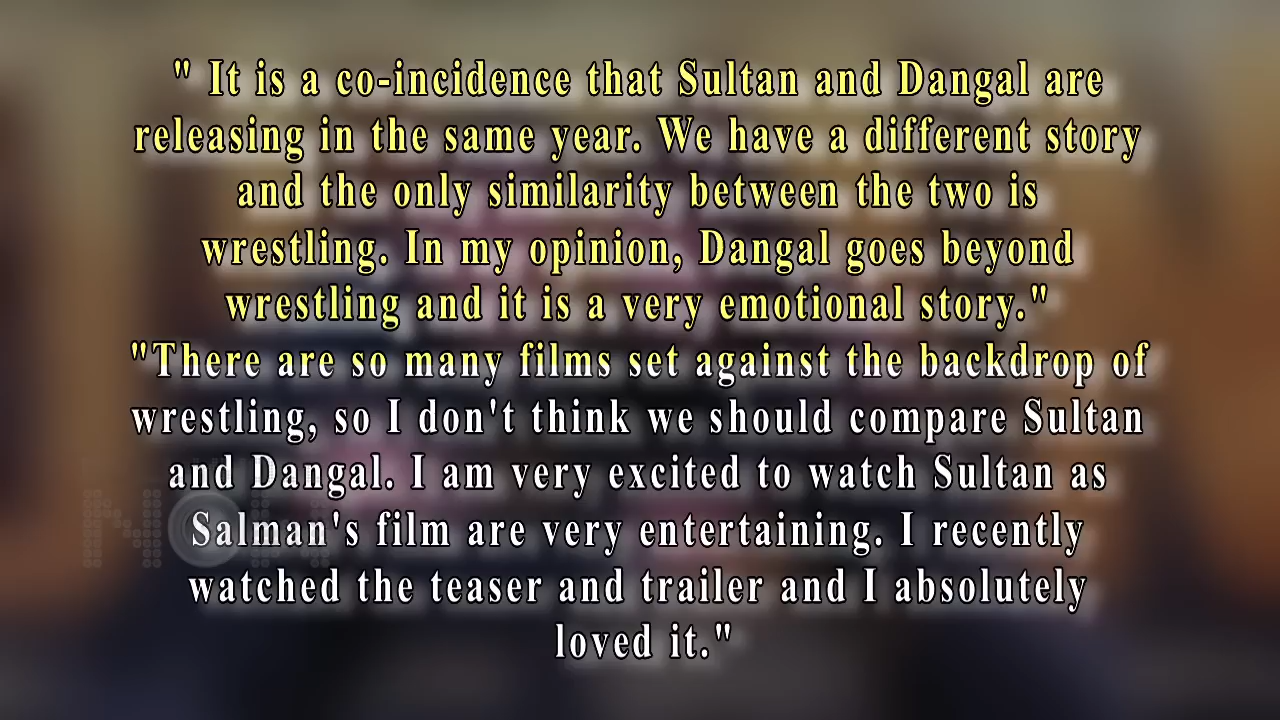 " It is a co-incidence that Sultan and Dangal are
releasing in the same year. We have a different story
and the only similarity between the two is
wrestling. In my opinion, Dangal goes beyond
wrestling and it is a very emotional story."
"There are so many films set against the backdrop of
wrestling, so I don't think we should compare Sultan
and Dangal. I am very excited to watch Sultan as
Salman's film are very entertaining. I recently
watched the teaser and trailer and I absolutely
loved it."